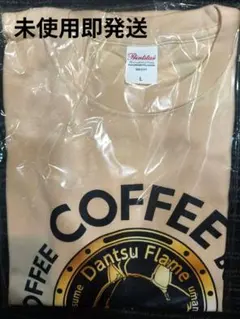 未使用即発送
Printstar
L
COFFEE
COFFEE
Dantsu Flame